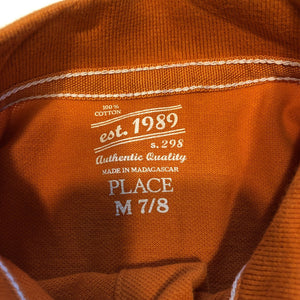 100%
COTTON
est. 1989
s. 298
Authentic Quality
MADE IN MADAGASCAR
PLACE
M 7/8